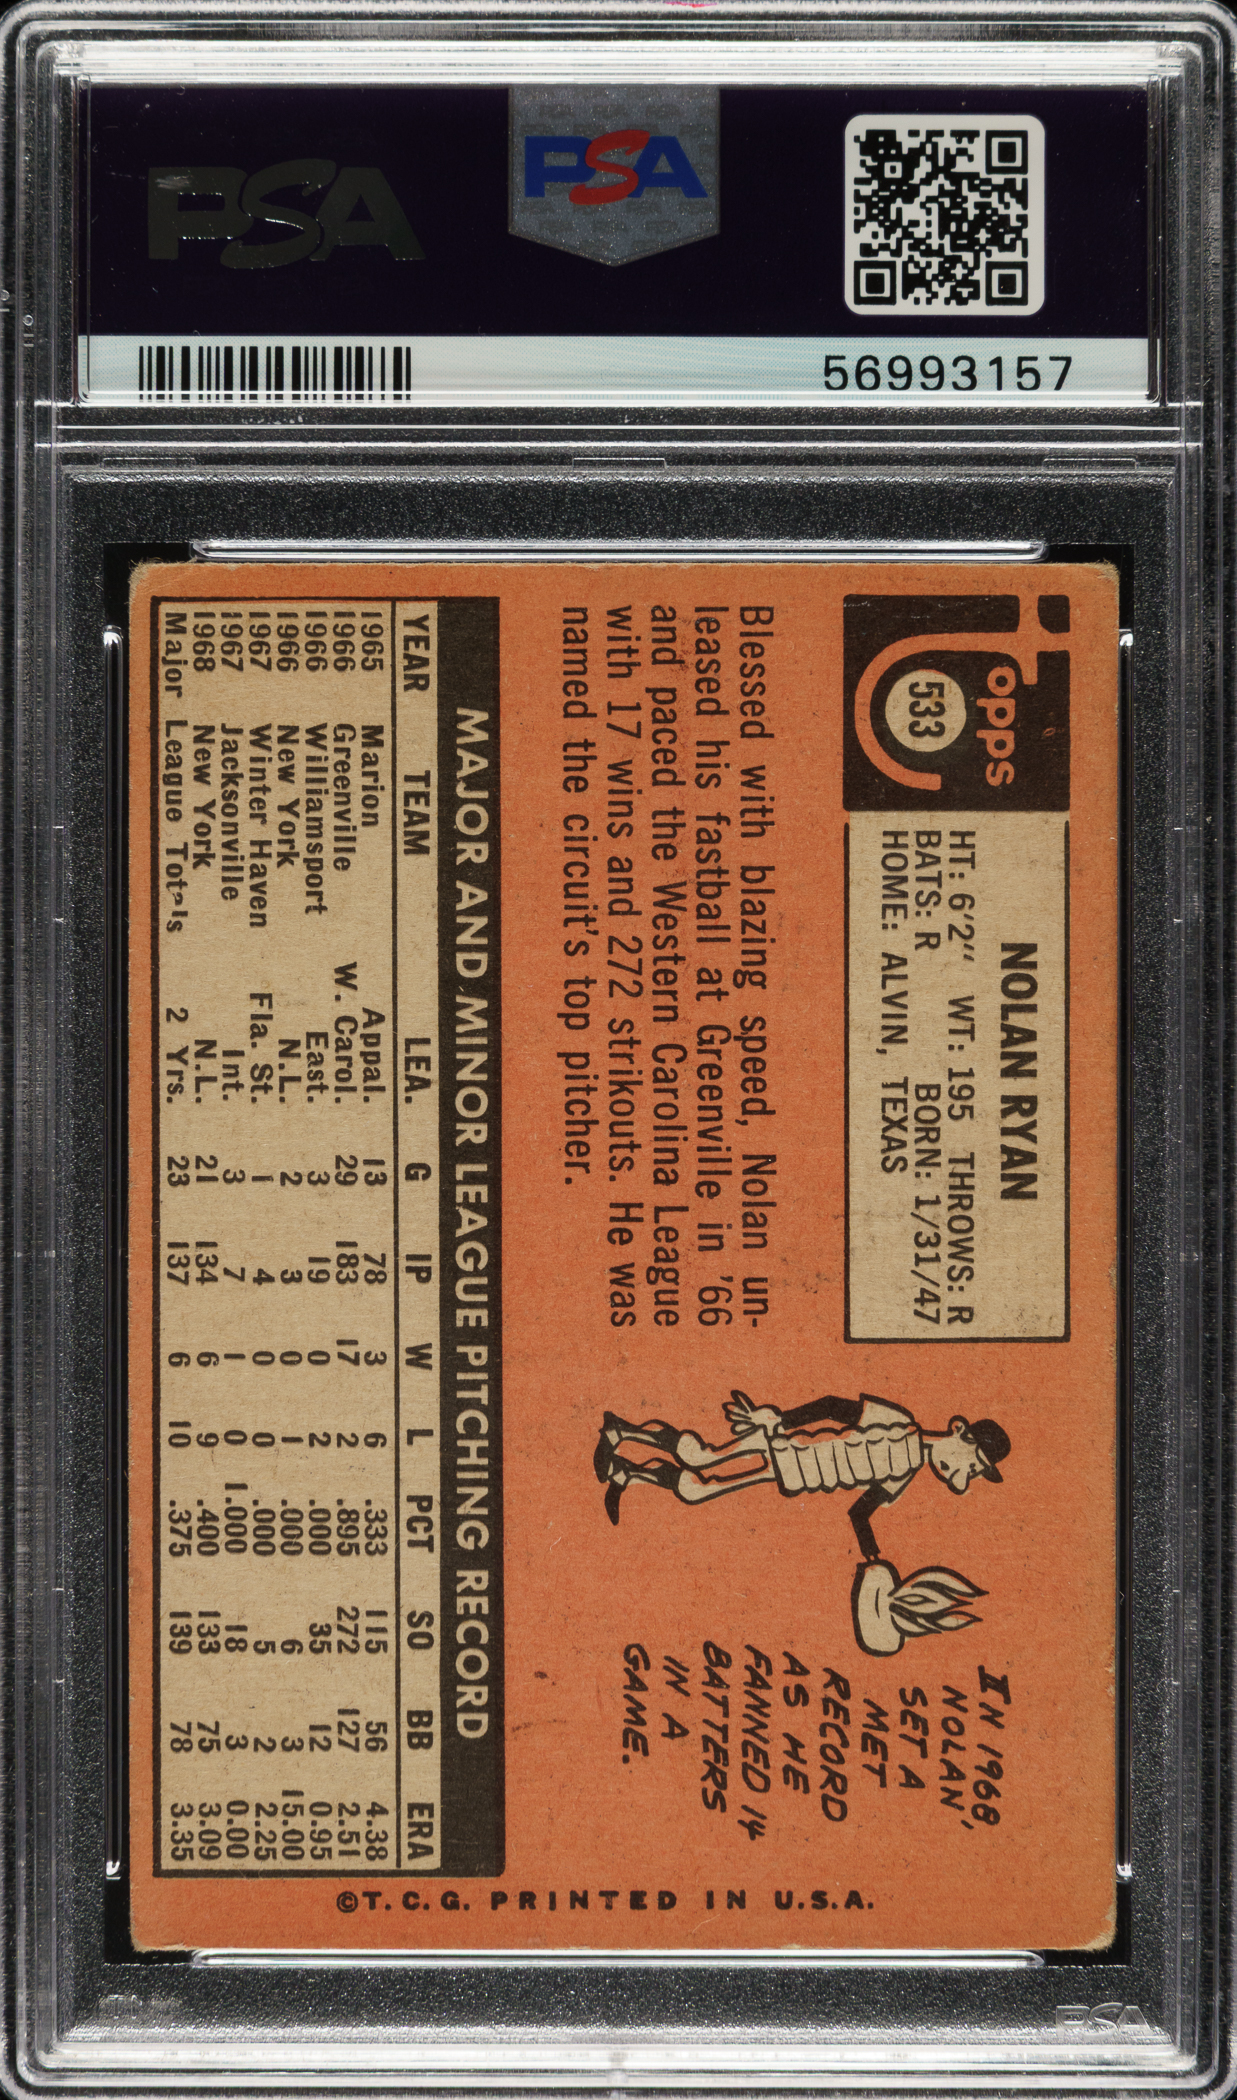 PSA
PSA
56993157
Topps
533
NOLAN RYAN
HT: 6'2" WT: 195 THROWS: R
BATS: R BORN: 1/31/47
HOME: ALVIN, TEXAS
Blessed with blazing speed, Nolan un-
leased his fastball at Greenville in '66
and paced the Western Carolina League
with 17 wins and 272 strikouts. He was
named the circuit's top pitcher.
IN 1968,
NOLAN
SET A
MET
RECORD
AS HE
FANNED 14
BATTERS
IN A
GAME.
MAJOR AND MINOR LEAGUE PITCHING RECORD
YEAR TEAM LEA. G IP W L PCT SO BB ERA
1965 Marion Appal. 13 78 3 6 .333 115 56 4.38
1966 Greenville W. Carol. 29 183 17 2 .895 272 127 2.51
1966 Williamsport East. 3 19 0 2 .000 35 12 0.95
1966 New York N.L. 2 3 0 1 .000 6 3 15.00
1967 Winter Haven Fla. St. 1 4 0 0 .000 5 2 2.25
1967 Jacksonville Int. 3 7 1 0 1.000 18 3 0.00
1968 New York N.L. 21 134 6 9 .400 133 75 3.09
Major League Totals 2 Yrs. 23 137 6 10 .375 139 78 3.35
©T.C.G. PRINTED IN U.S.A.
PSA